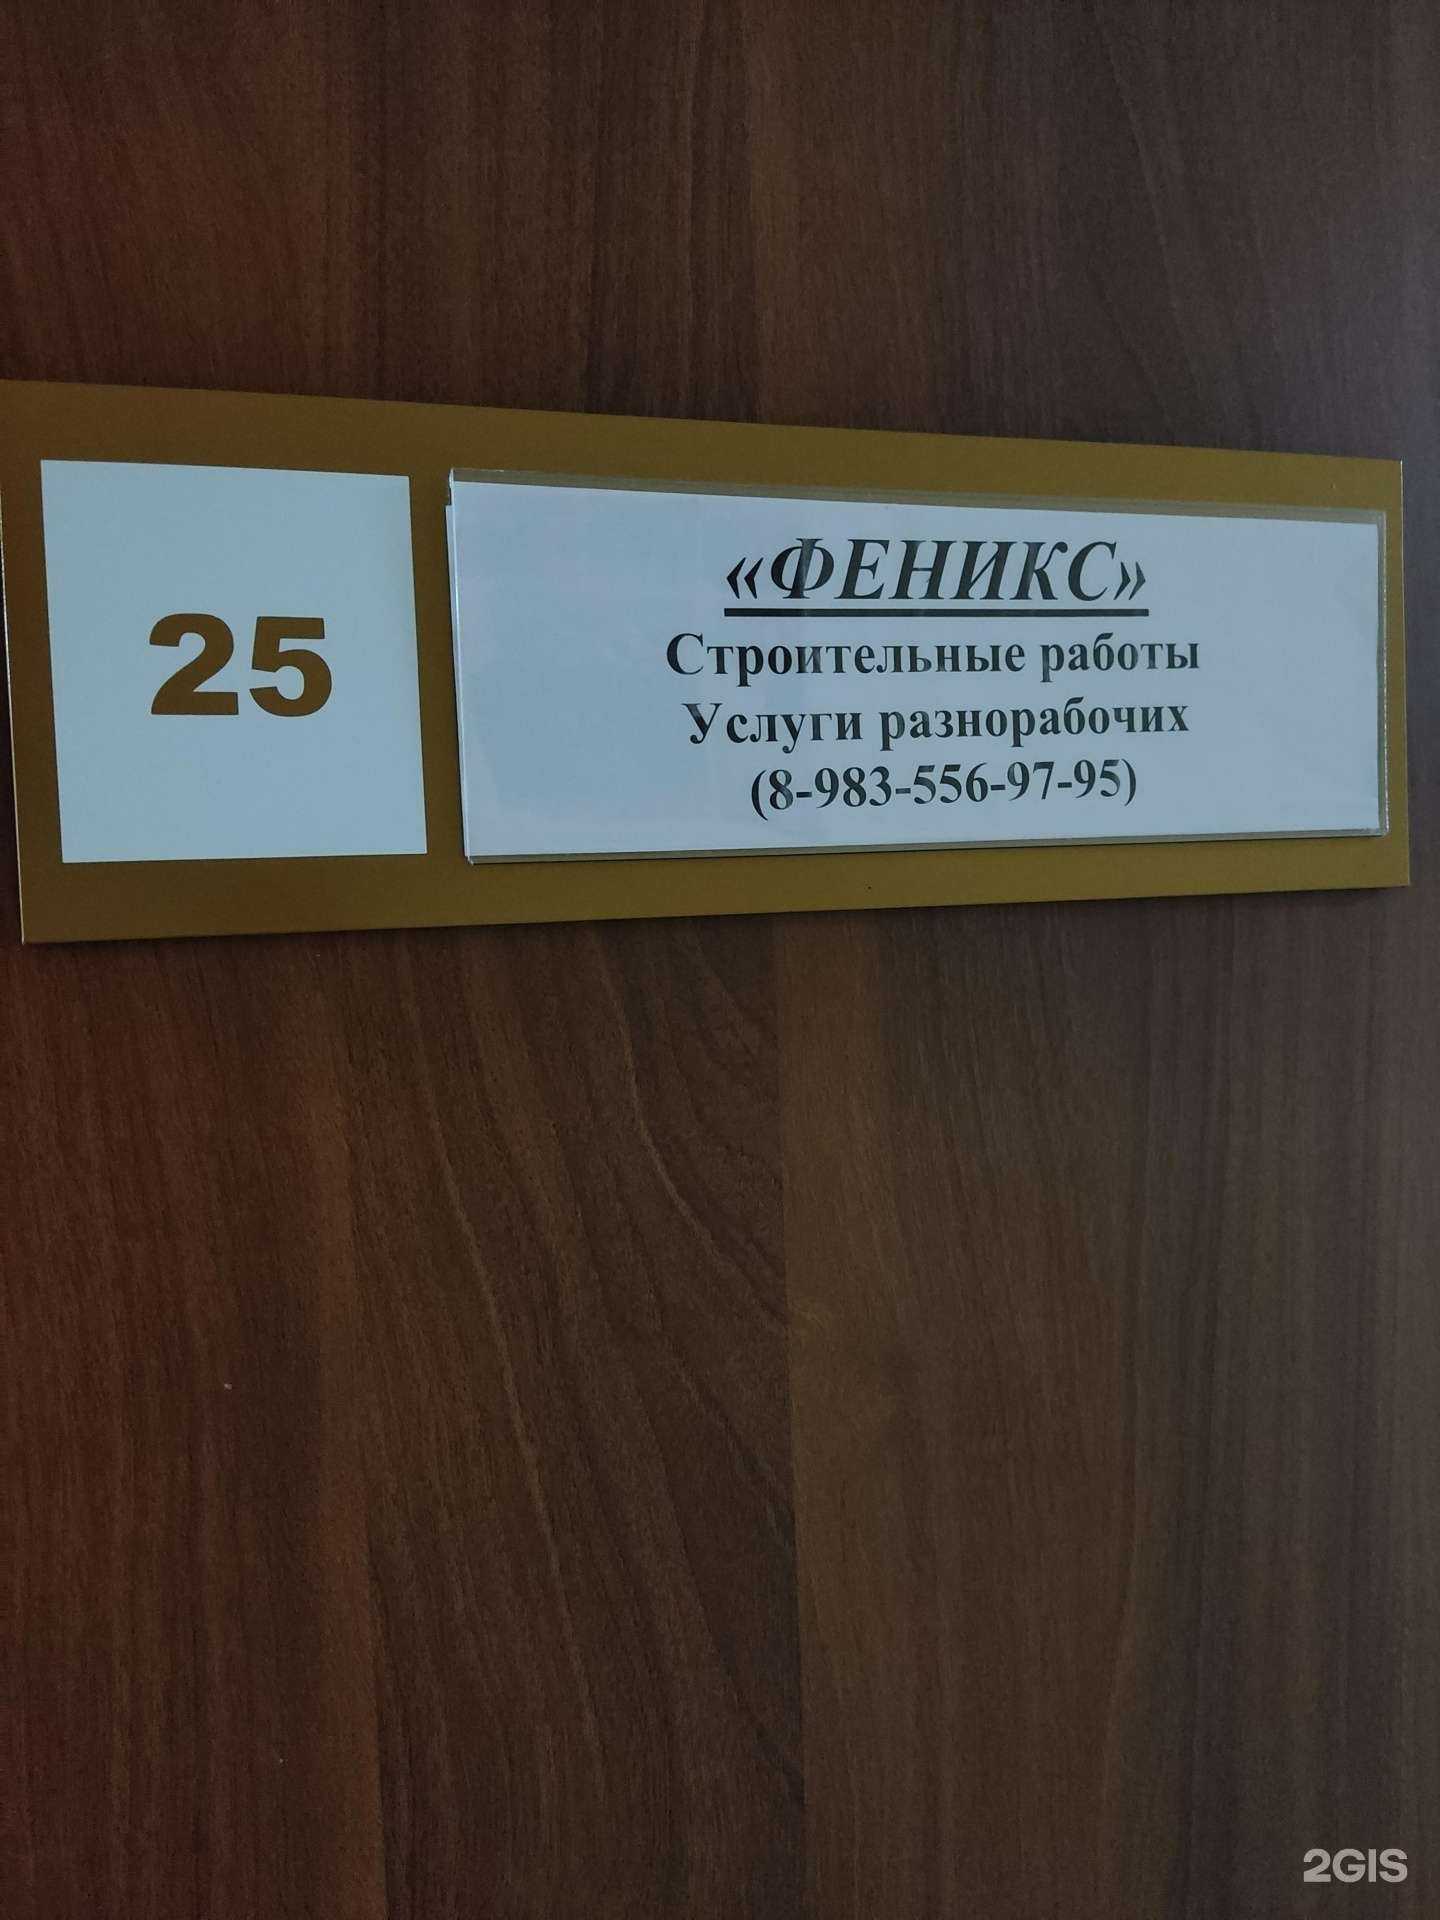 25
«ФЕНИКС»
Строительные работы
Услуги разнорабочих
(8-983-556-97-95)
2GIS